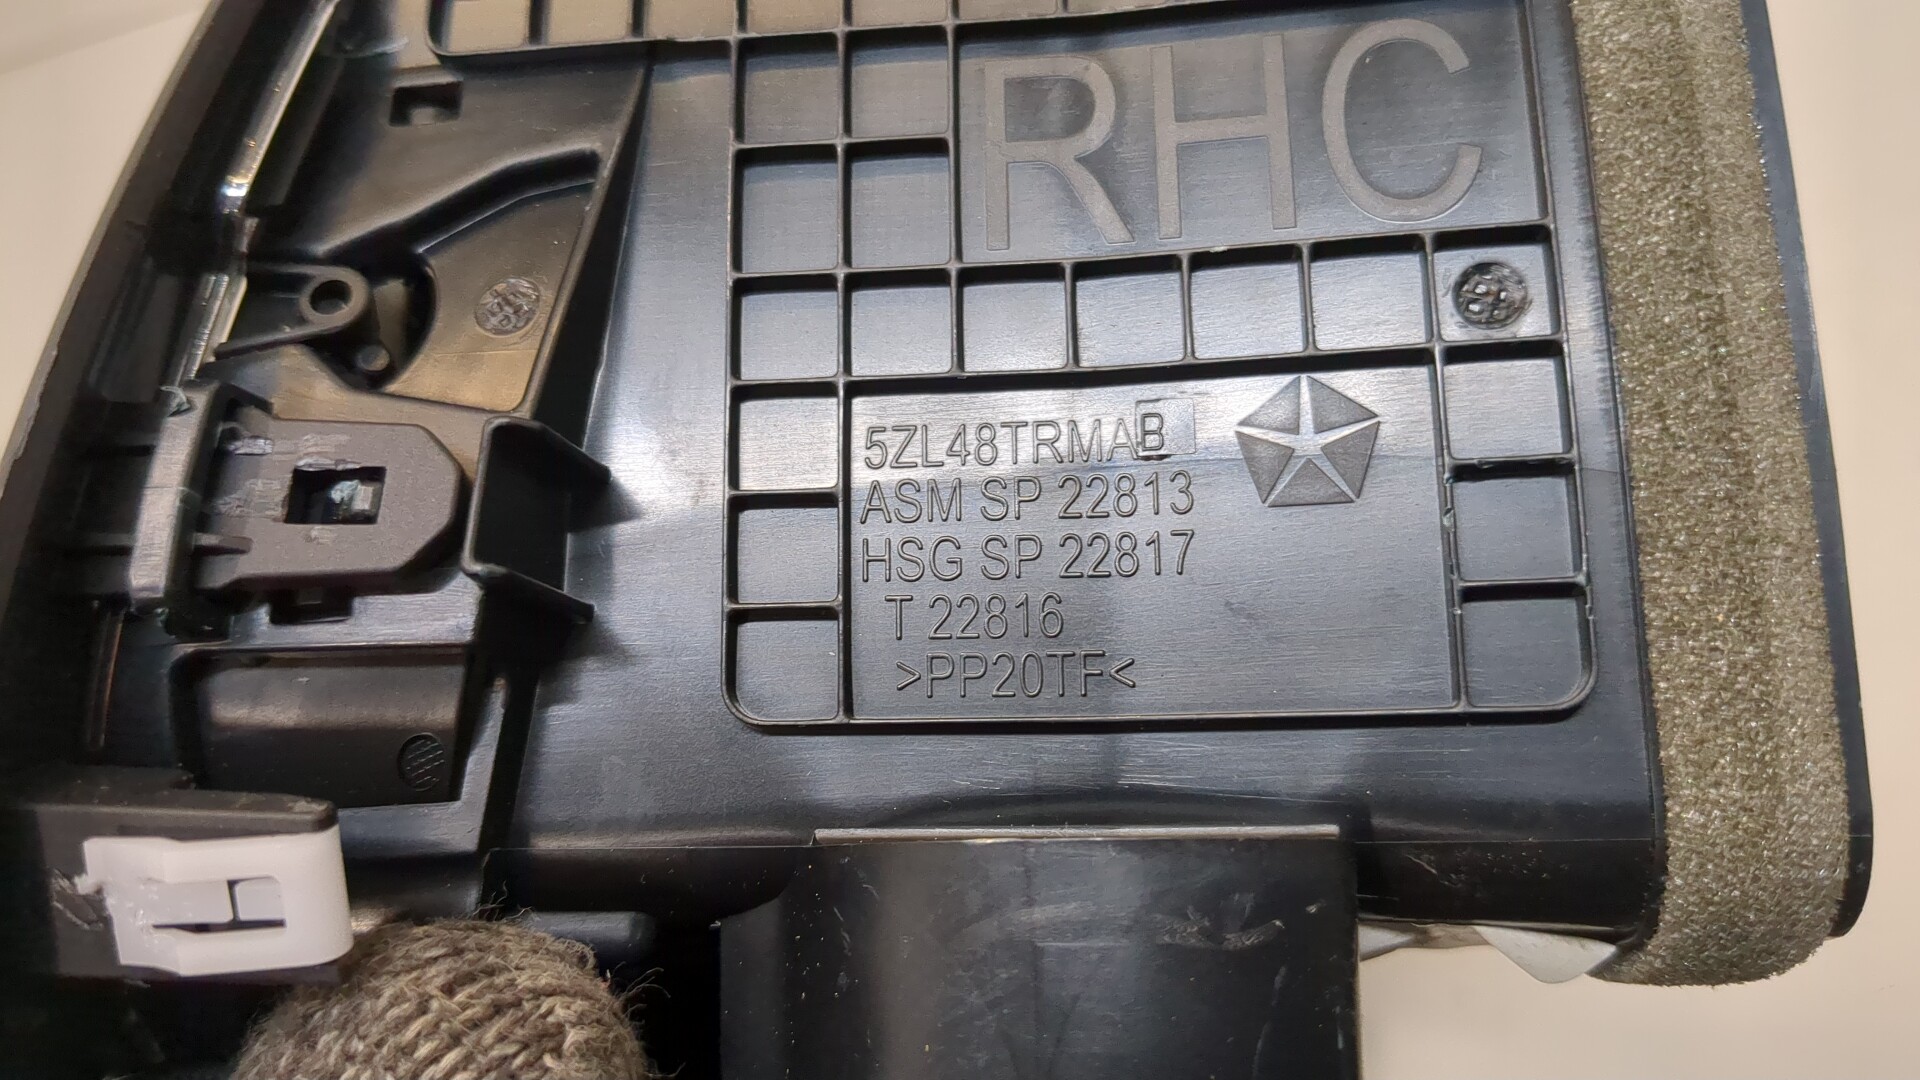 RHC
5ZL48TRMAB
ASM SP 22813
HSG SP 22817
T 22816
>PP20TF<